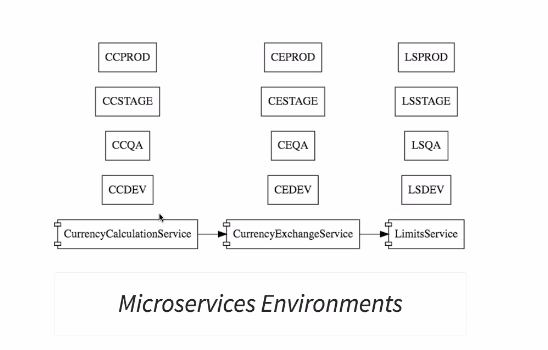 CCPROD CEPROD LSPROD
CCSTAGE CESTAGE LSSTAGE
CCQA CEQA LSQA
CCDEV CEDEV LSDEV
CurrencyCalculationService CurrencyExchangeService LimitsService
Microservices Environments